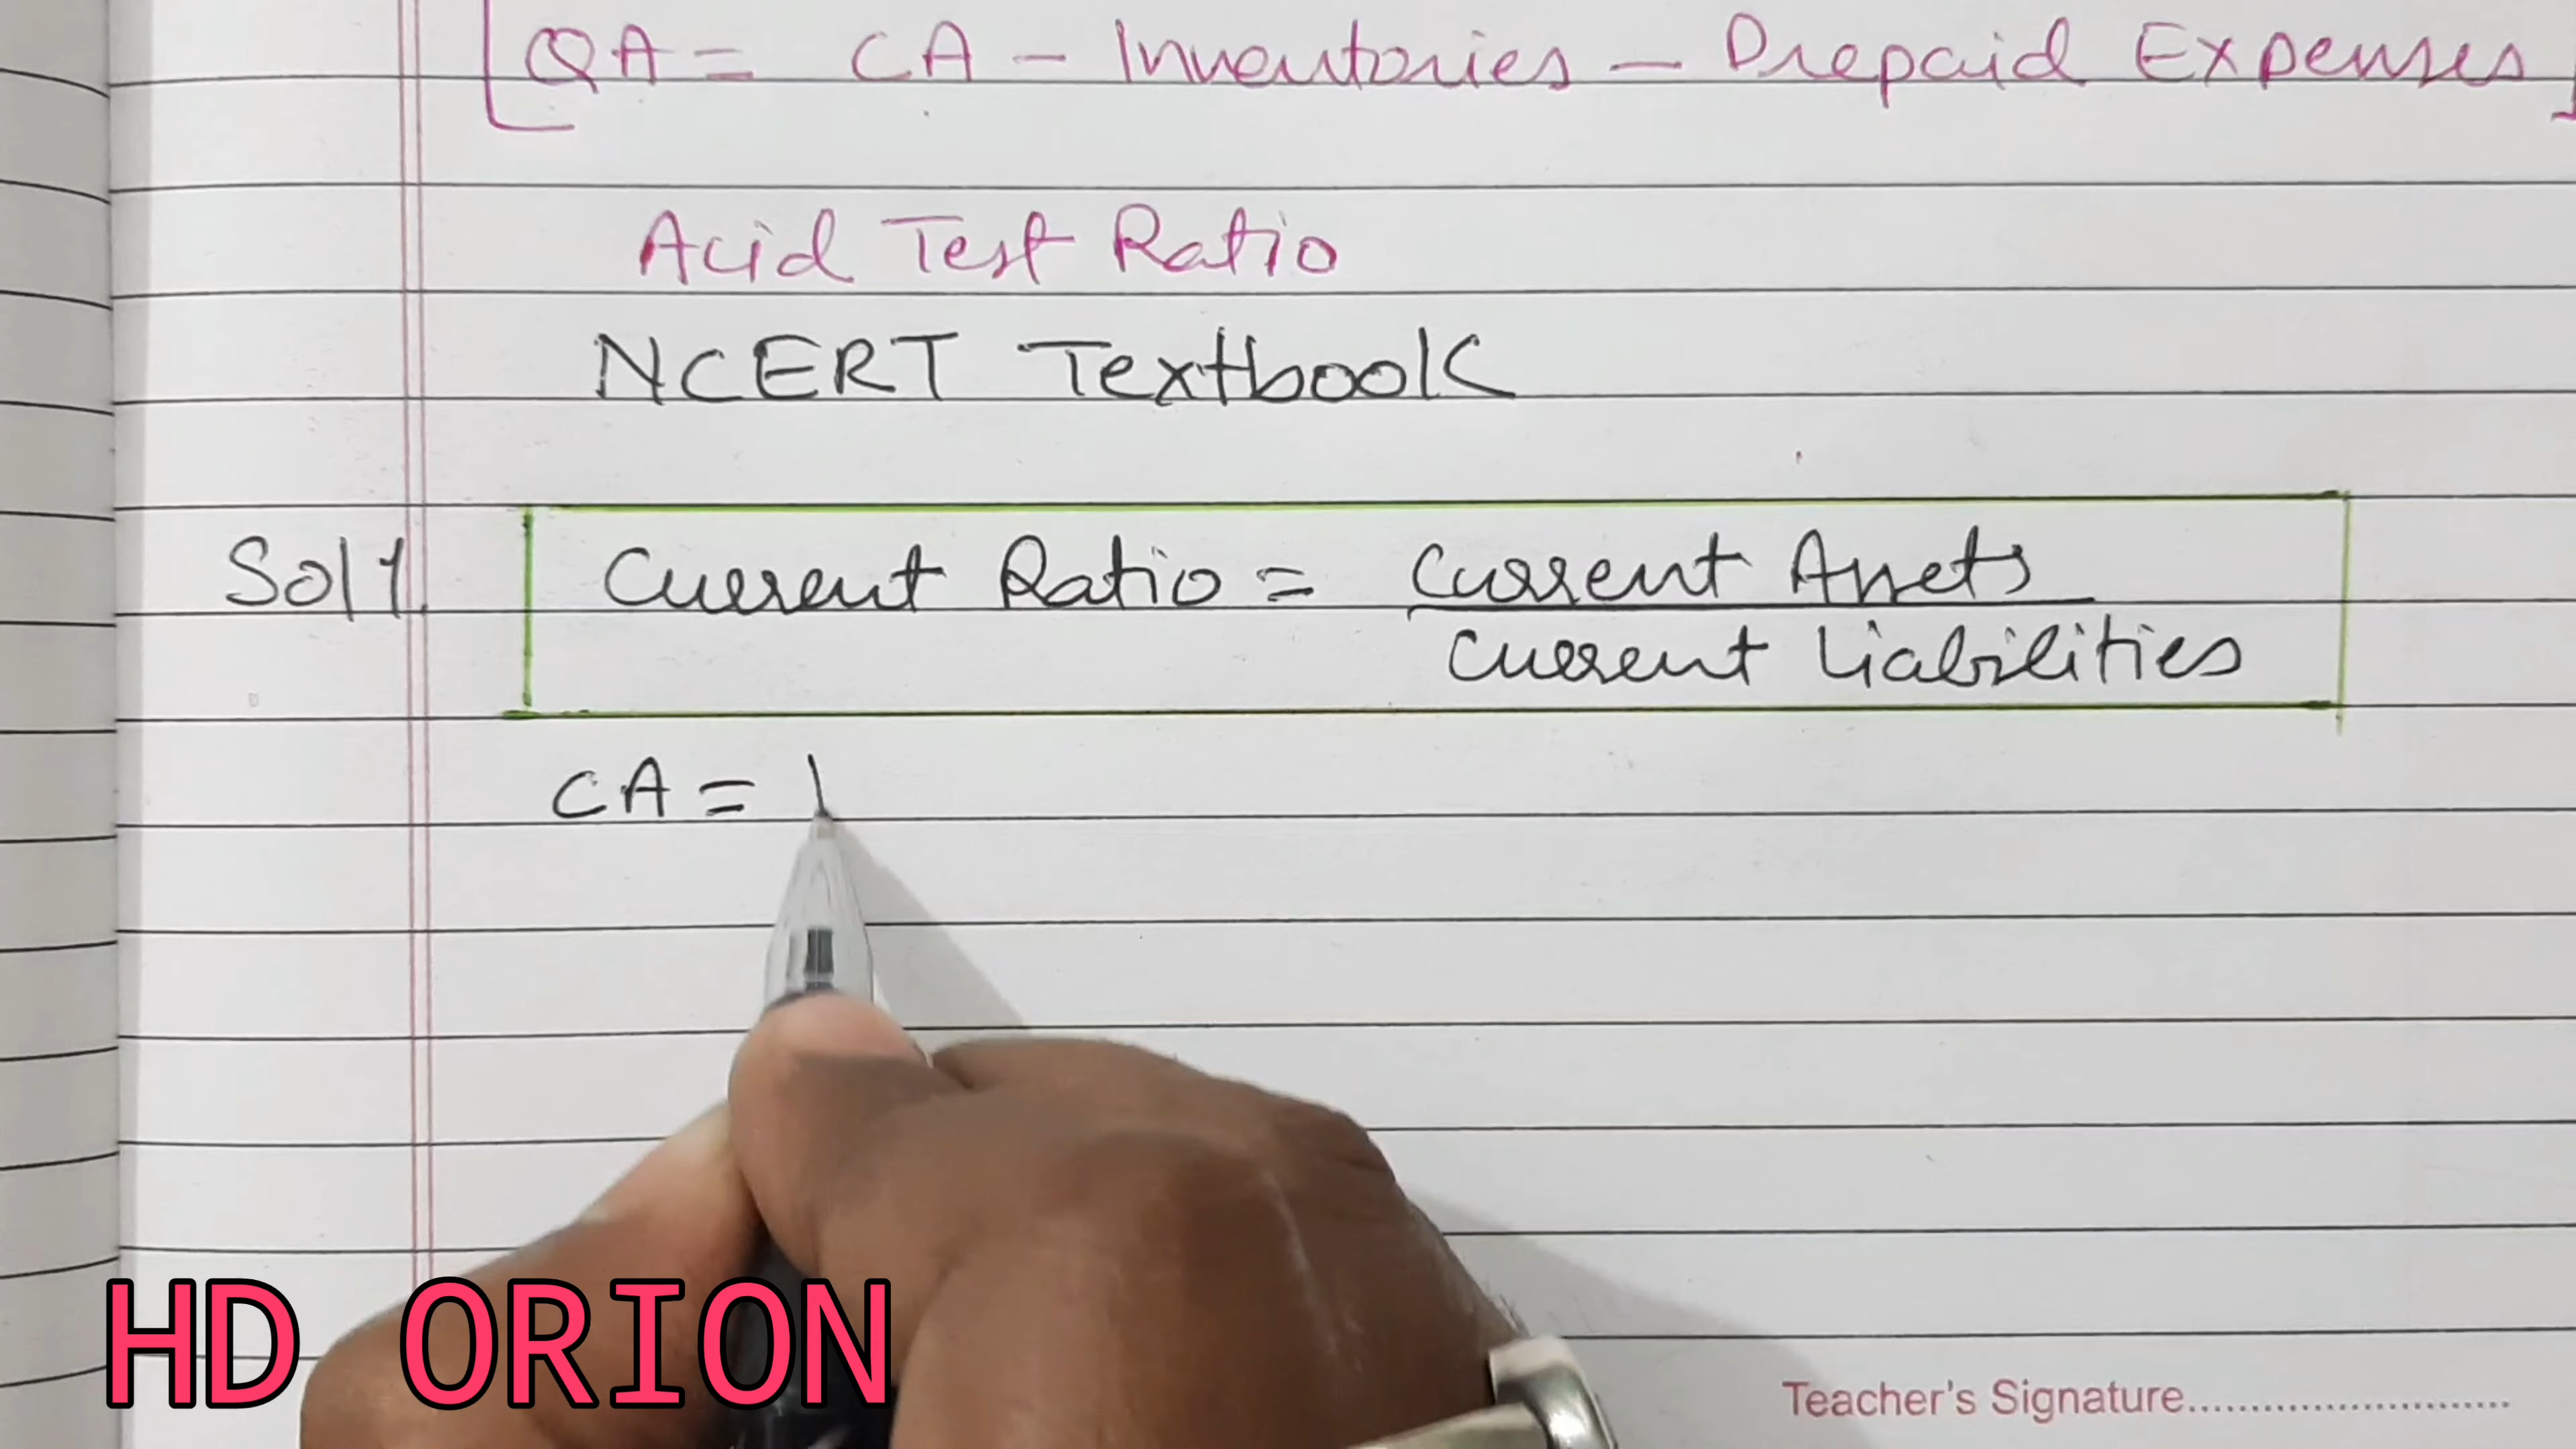 QA = CA - Inventories - Prepaid Expenses
Acid Test Ratio
NCERT Textbook
Sol 1. Current Ratio = Current Assets
Current Liabilities
CA =
HD ORION
Teacher's Signature..............................